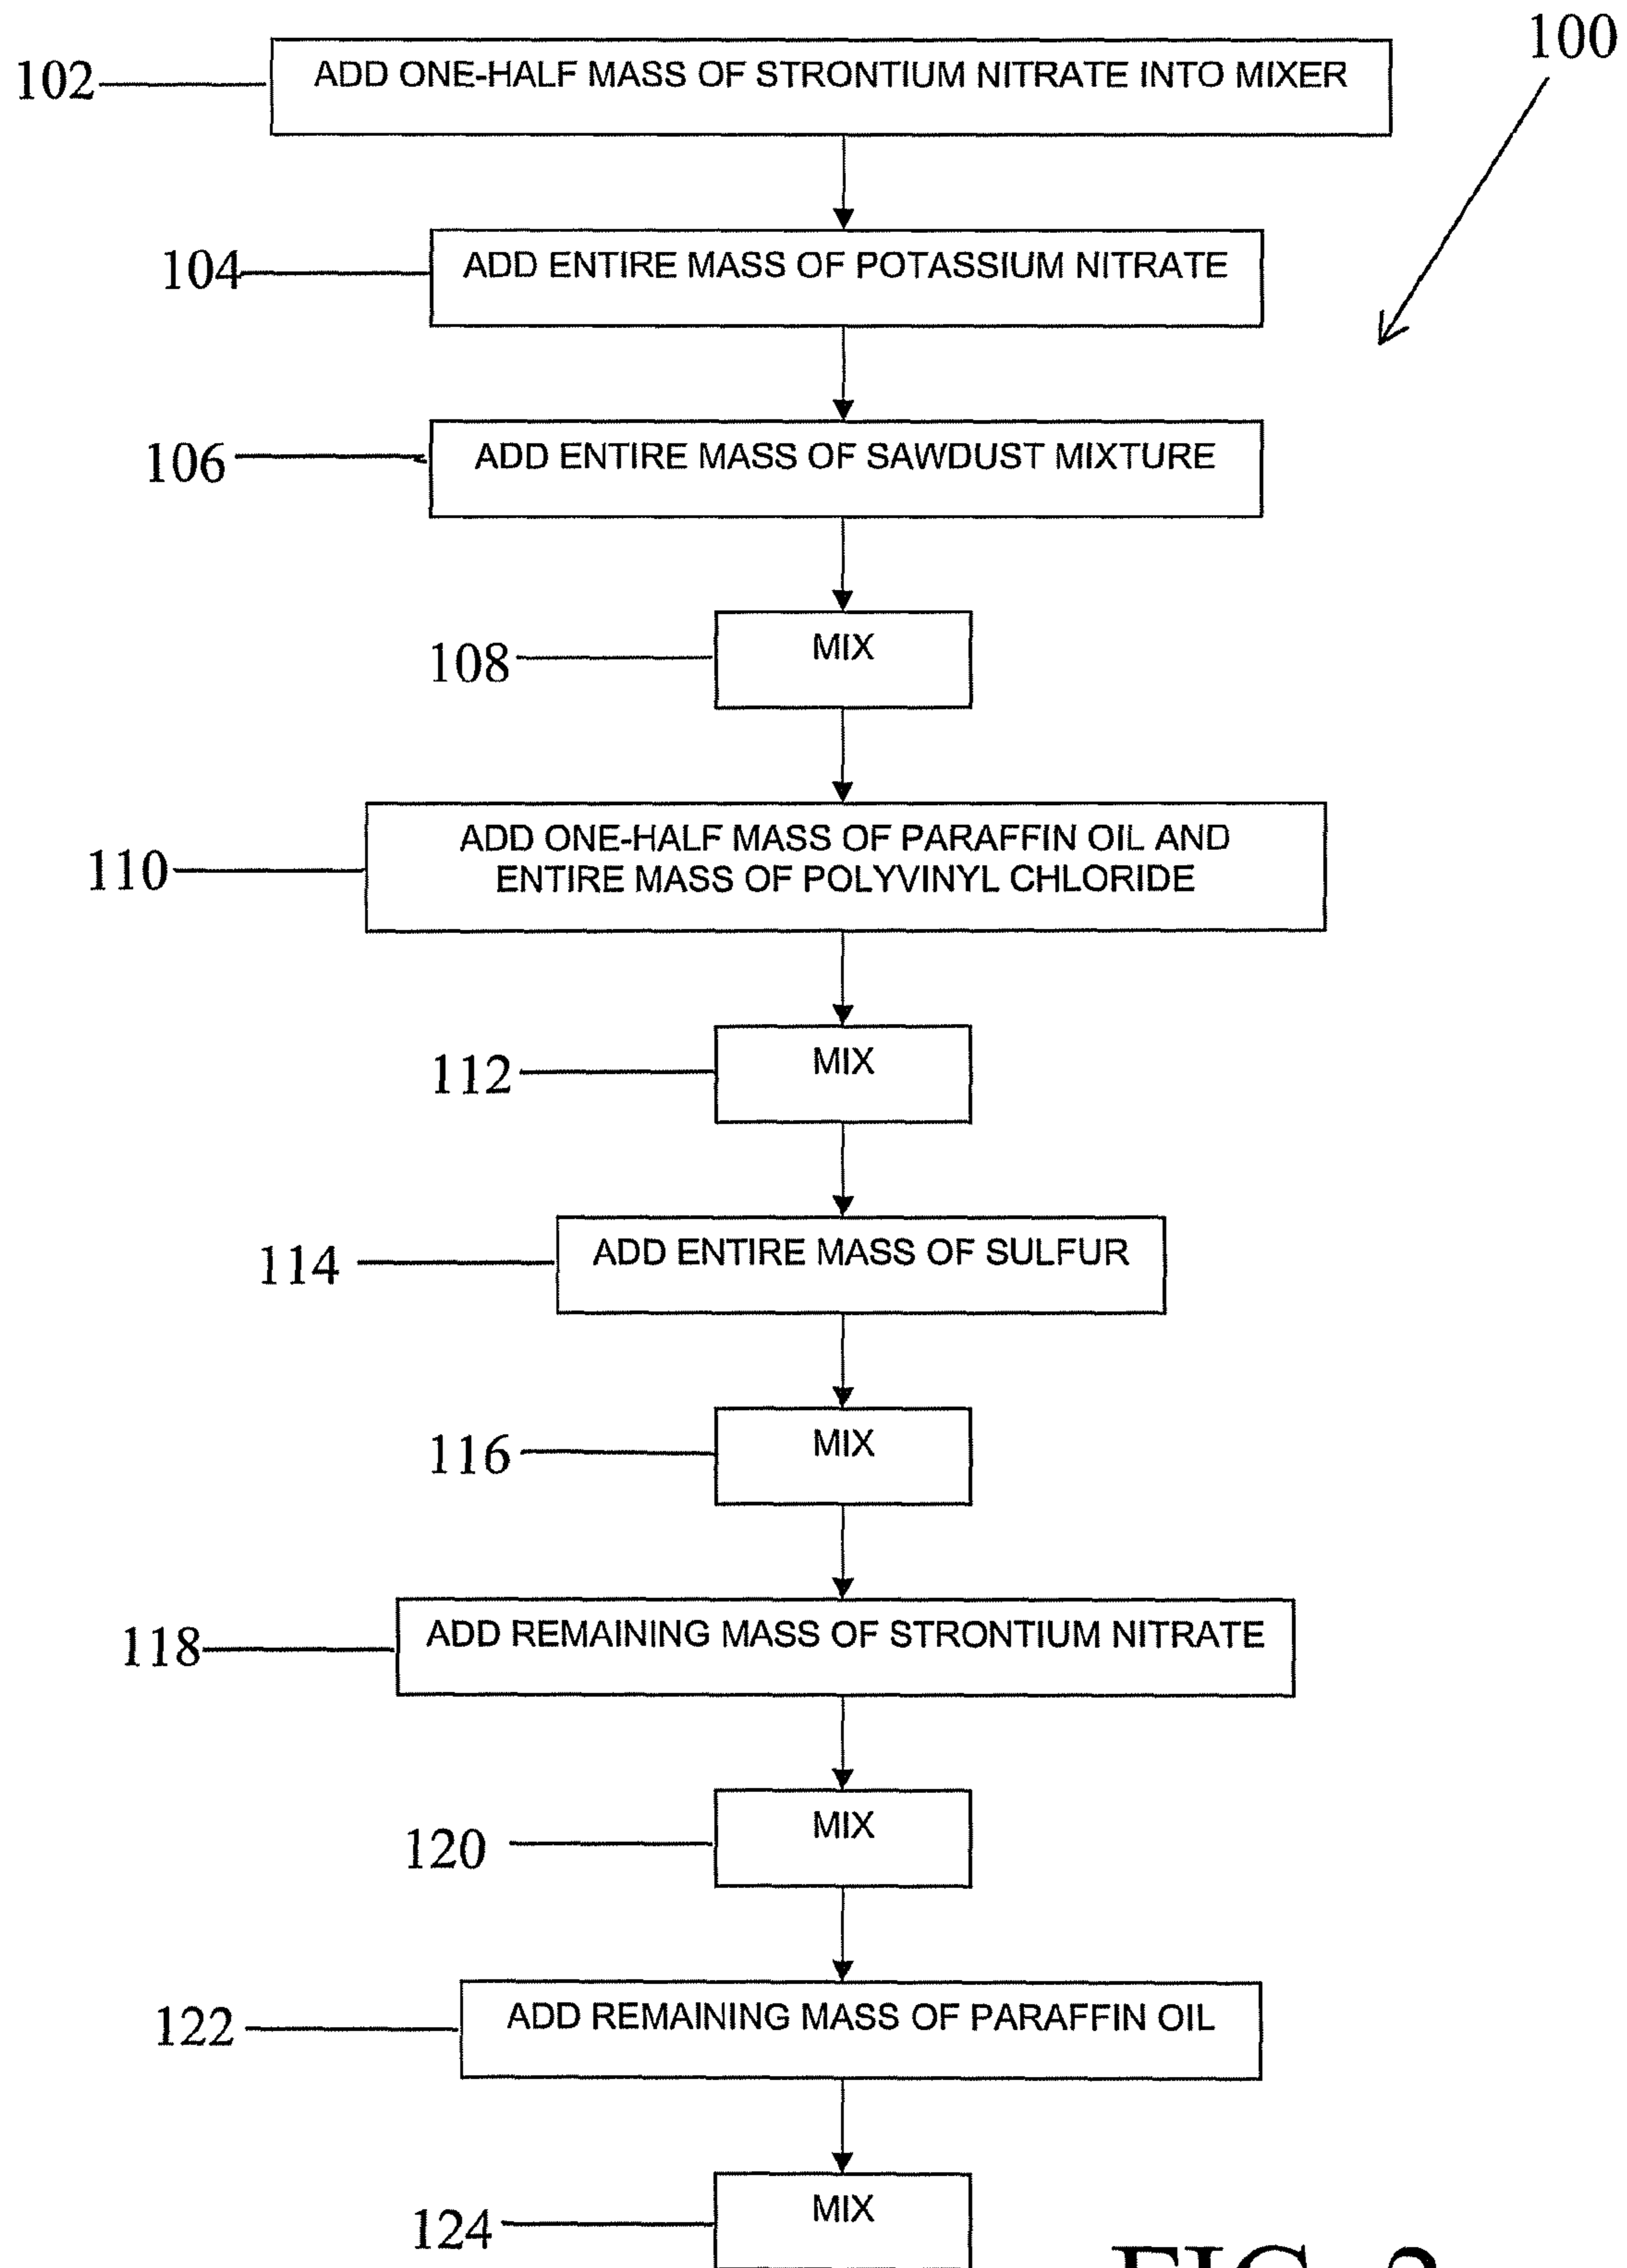 100
102 ADD ONE-HALF MASS OF STRONTIUM NITRATE INTO MIXER
104 ADD ENTIRE MASS OF POTASSIUM NITRATE
106 ADD ENTIRE MASS OF SAWDUST MIXTURE
108 MIX
110 ADD ONE-HALF MASS OF PARAFFIN OIL AND
ENTIRE MASS OF POLYVINYL CHLORIDE
112 MIX
114 ADD ENTIRE MASS OF SULFUR
116 MIX
118 ADD REMAINING MASS OF STRONTIUM NITRATE
120 MIX
122 ADD REMAINING MASS OF PARAFFIN OIL
124 MIX